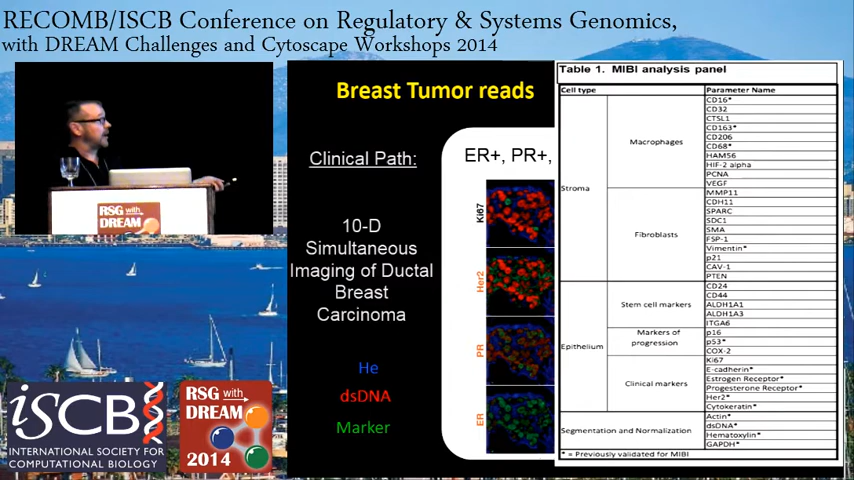 RECOMB/ISCB Conference on Regulatory & Systems Genomics,
with DREAM Challenges and Cytoscape Workshops 2014
RSG with
DREAM
Breast Tumor reads
Clinical Path:
10-D
Simultaneous
Imaging of Ductal
Breast
Carcinoma
He
dsDNA
Marker
ER+, PR+,
Ki67
Her2
PR
ER
Table 1. MIBI analysis panel
Cell type
Parameter Name
Stroma
Macrophages
CD16*
CD32
CTSL1
CD163*
CD206
CD68*
HAM56
HIF-2 alpha
PCNA
VEGF
Fibroblasts
MMP11
CDH11
SPARC
SDC1
SMA
FSP-1
Vimentin*
p21
CAV-1
PTEN
Epithelium
Stem cell markers
CD24
CD44
ALDH1A1
ALDH1A3
ITGA6
Markers of
progression
p16
p53*
COX-2
Clinical markers
Ki67
E-cadherin*
Estrogen Receptor*
Progesterone Receptor*
Her2*
Cytokeratin*
Segmentation and Normalization
Actin*
dsDNA*
Hematoxylin*
GAPDH*
* = Previously validated for MIBI
iSCB
INTERNATIONAL SOCIETY FOR
COMPUTATIONAL BIOLOGY
RSG with
DREAM
2014